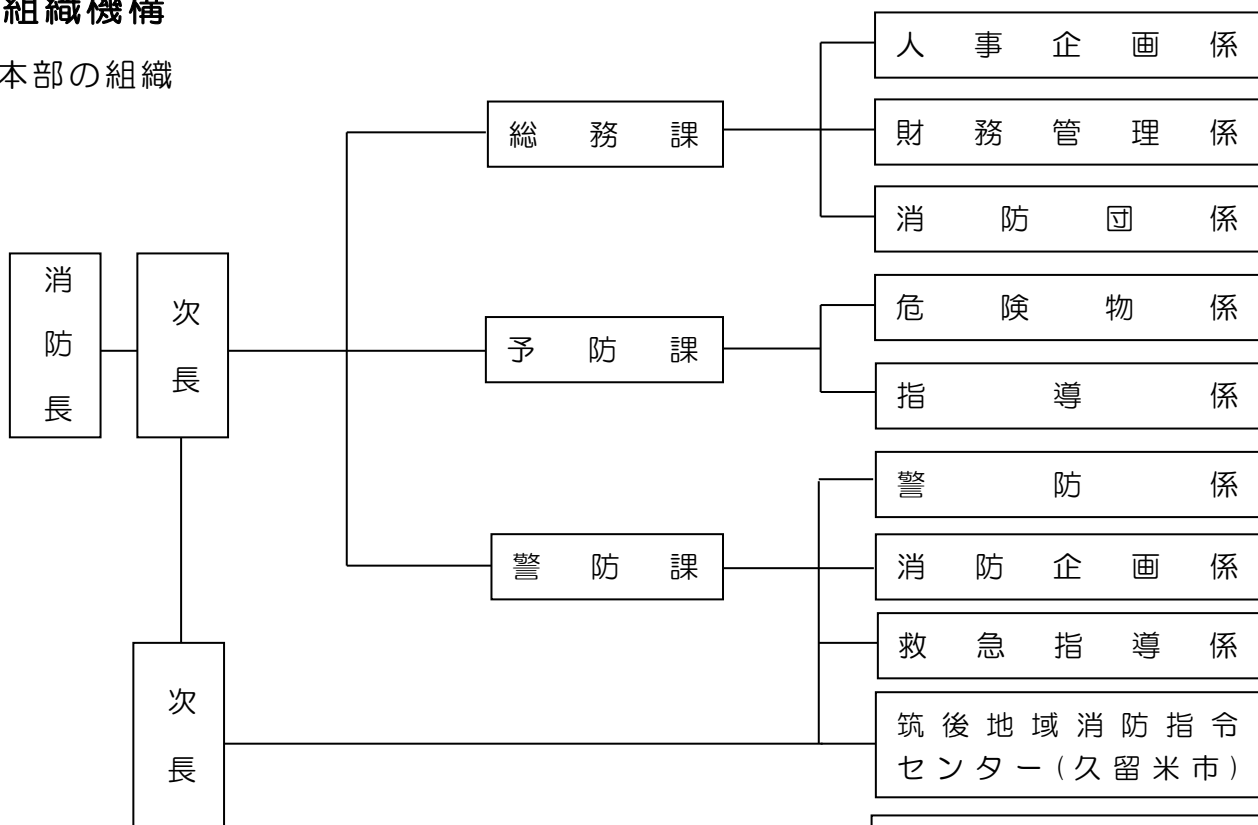 組織機構
本部の組織
人事企画係
総務課
財務管理係
消防団係
消防長
次長
危険物係
予防課
指導係
警防係
警防課
消防企画係
救急指導係
次長
筑後地域消防指令
センター(久留米市)